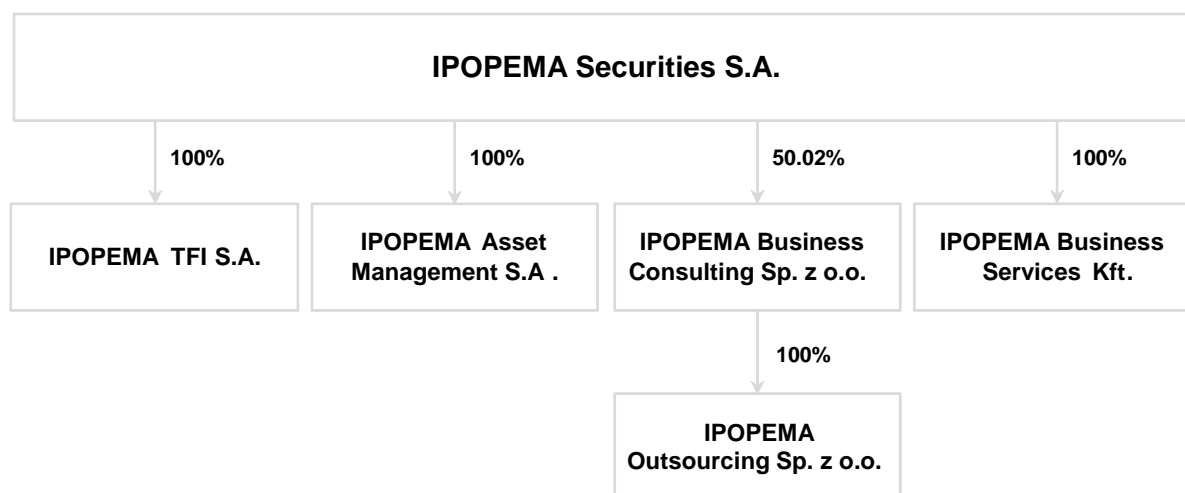 IPOPEMA Securities S.A.
100%
100%
50.02%
100%
IPOPEMA TFI S.A.
IPOPEMA Asset
Management S.A .
IPOPEMA Business
Consulting Sp. z o.o.
IPOPEMA Business
Services Kft.
100%
IPOPEMA
Outsourcing Sp. z o.o.